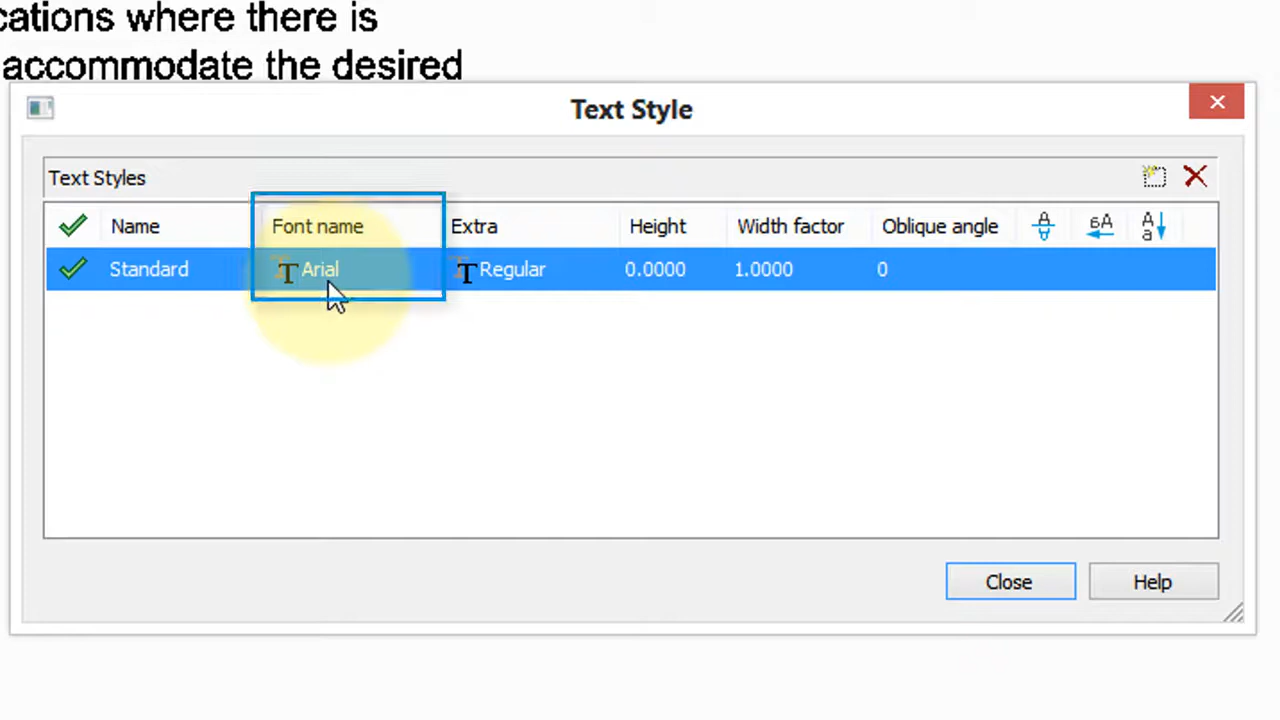 cations where there is
accommodate the desired
Text Style
Text Styles
Name Font name Extra Height Width factor Oblique angle
Standard Arial Regular 0.0000 1.0000 0
Close Help